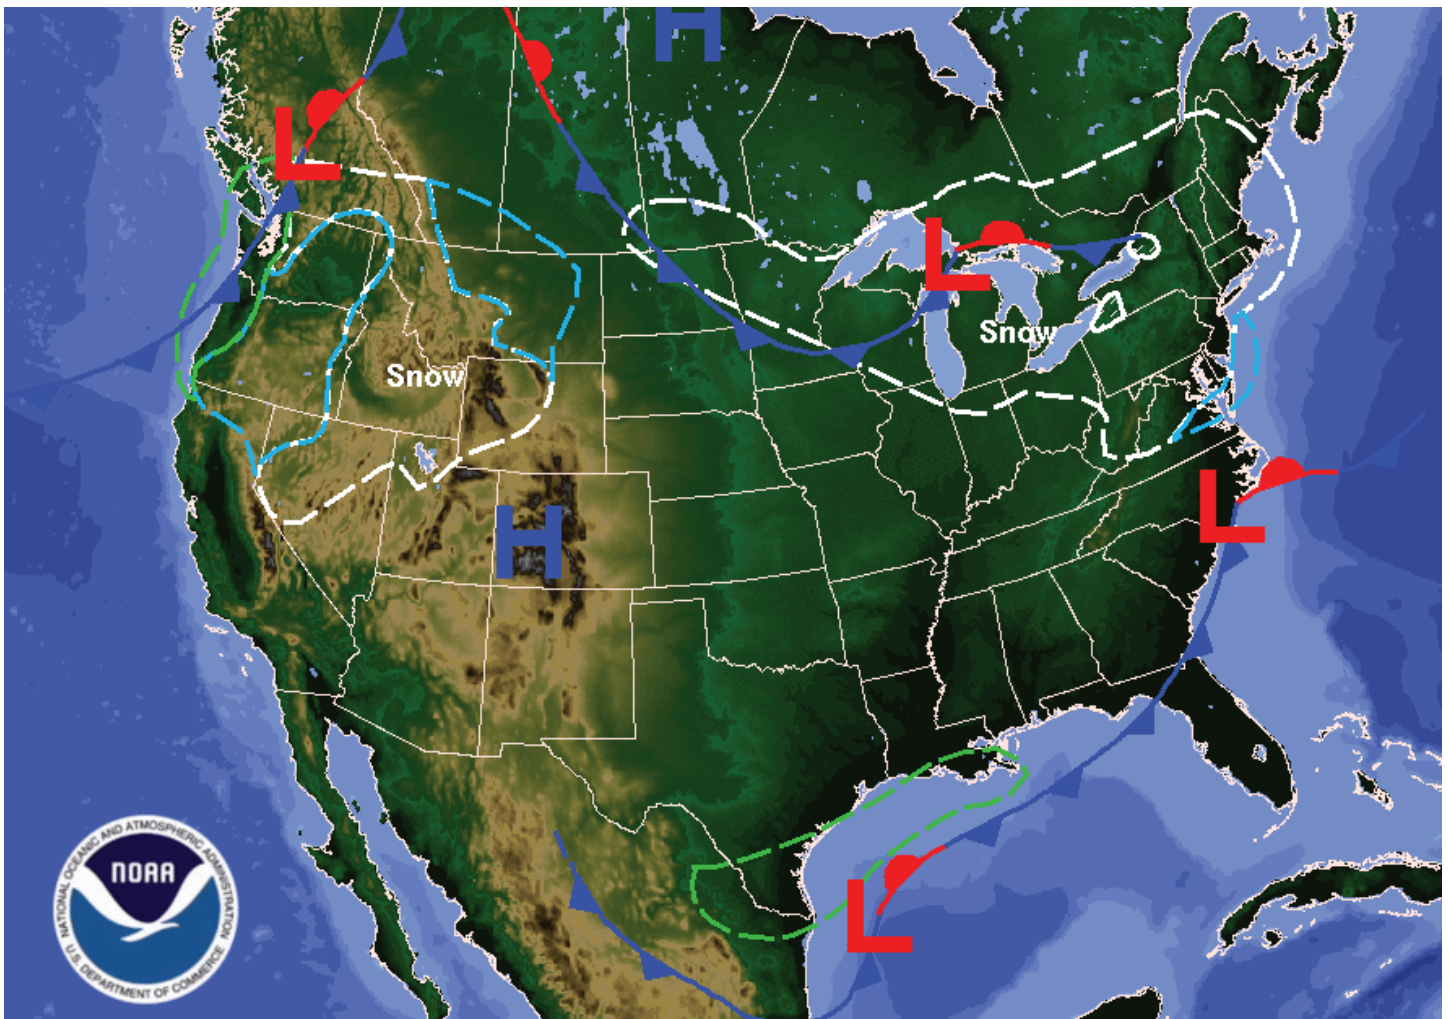 H
L
L
Snow
Snow
L
H
L
NATIONAL OCEANIC AND ATMOSPHERIC ADMINISTRATION
NOAA
U.S. DEPARTMENT OF COMMERCE